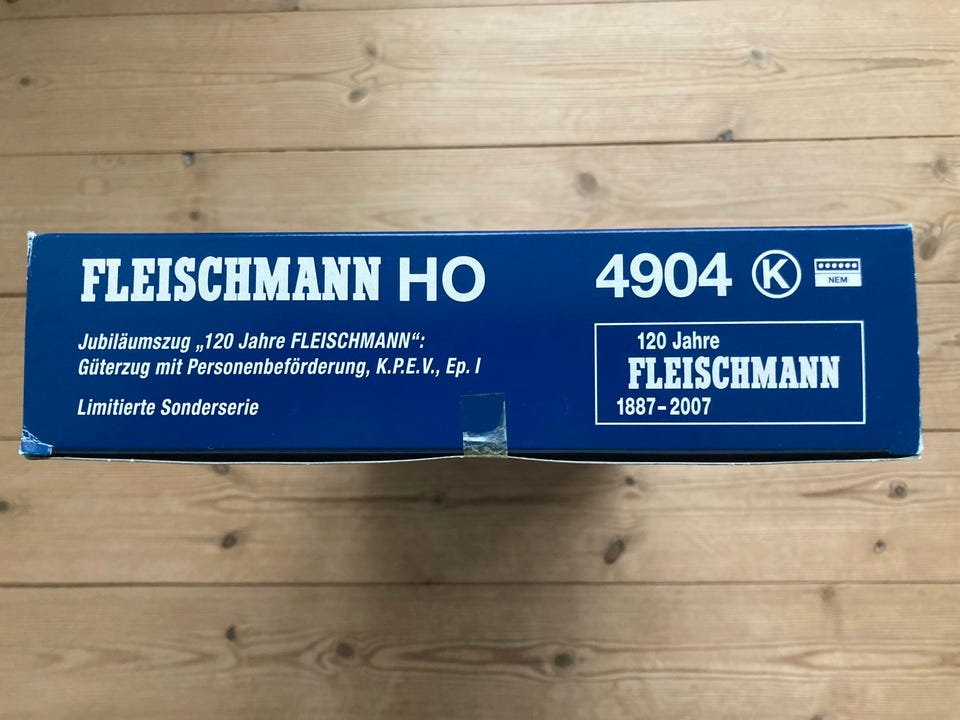 FLEISCHMANN HO
4904 K
NEM
Jubiläumszug „120 Jahre FLEISCHMANN“:
Güterzug mit Personenbeförderung, K.P.E.V., Ep. I
Limitierte Sonderserie
120 Jahre
FLEISCHMANN
1887–2007